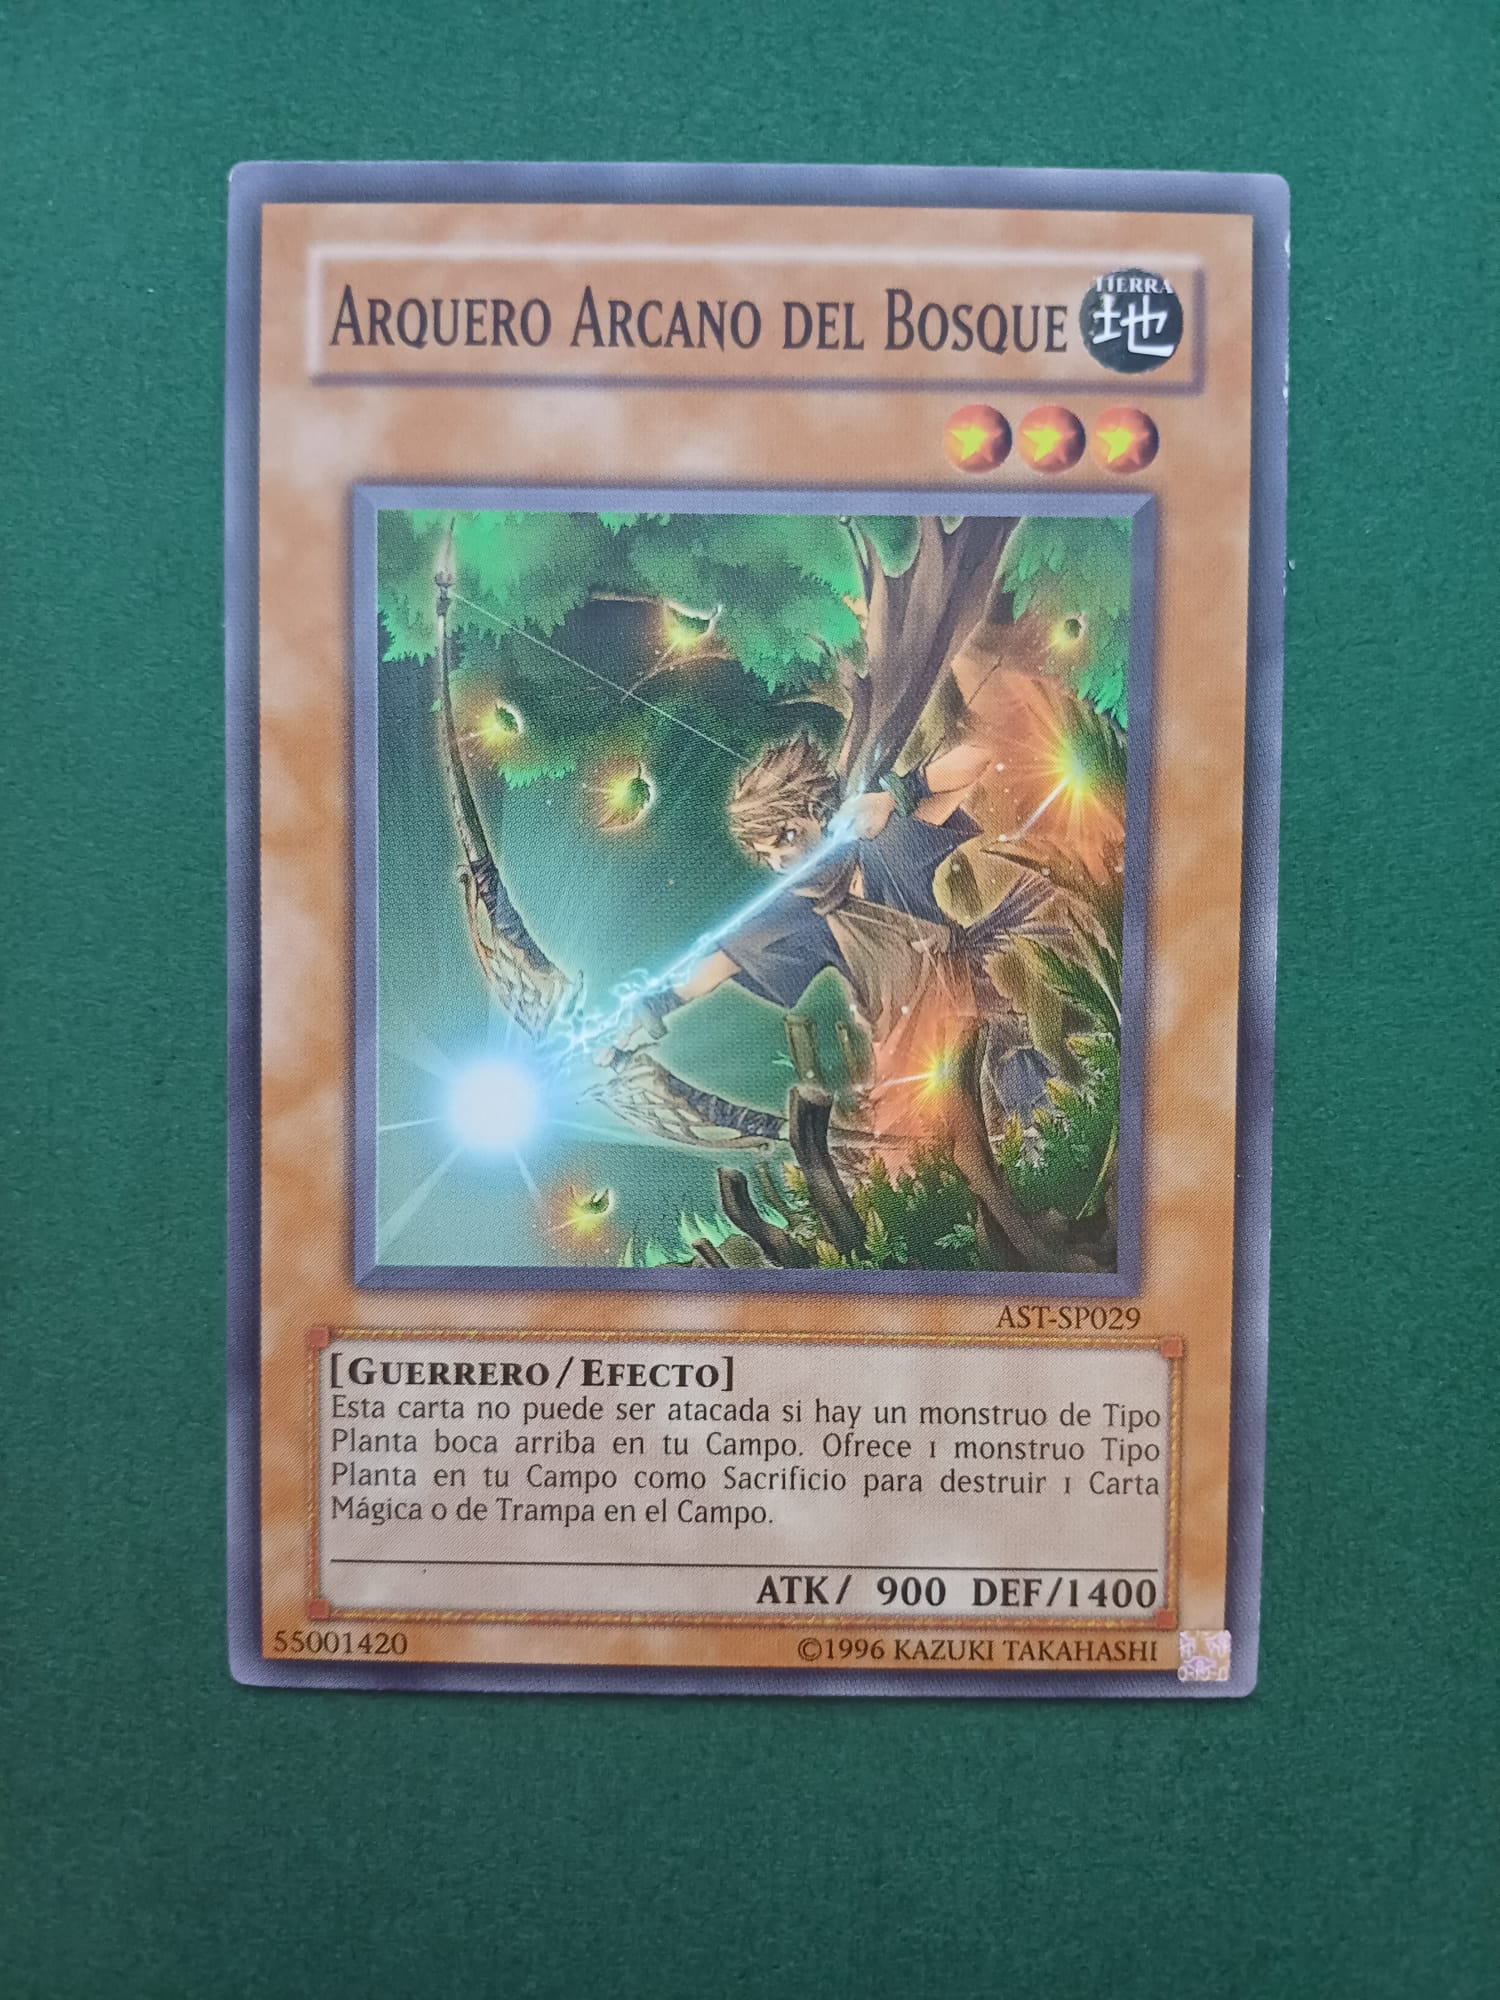 Arquero Arcano del Bosque
TIERRA
地
AST-SP029
[Guerrero/Efecto]
Esta carta no puede ser atacada si hay un monstruo de Tipo
Planta boca arriba en tu Campo. Ofrece 1 monstruo Tipo
Planta en tu Campo como Sacrificio para destruir 1 Carta
Mágica o de Trampa en el Campo.
ATK/ 900 DEF/1400
55001420
©1996 KAZUKI TAKAHASHI